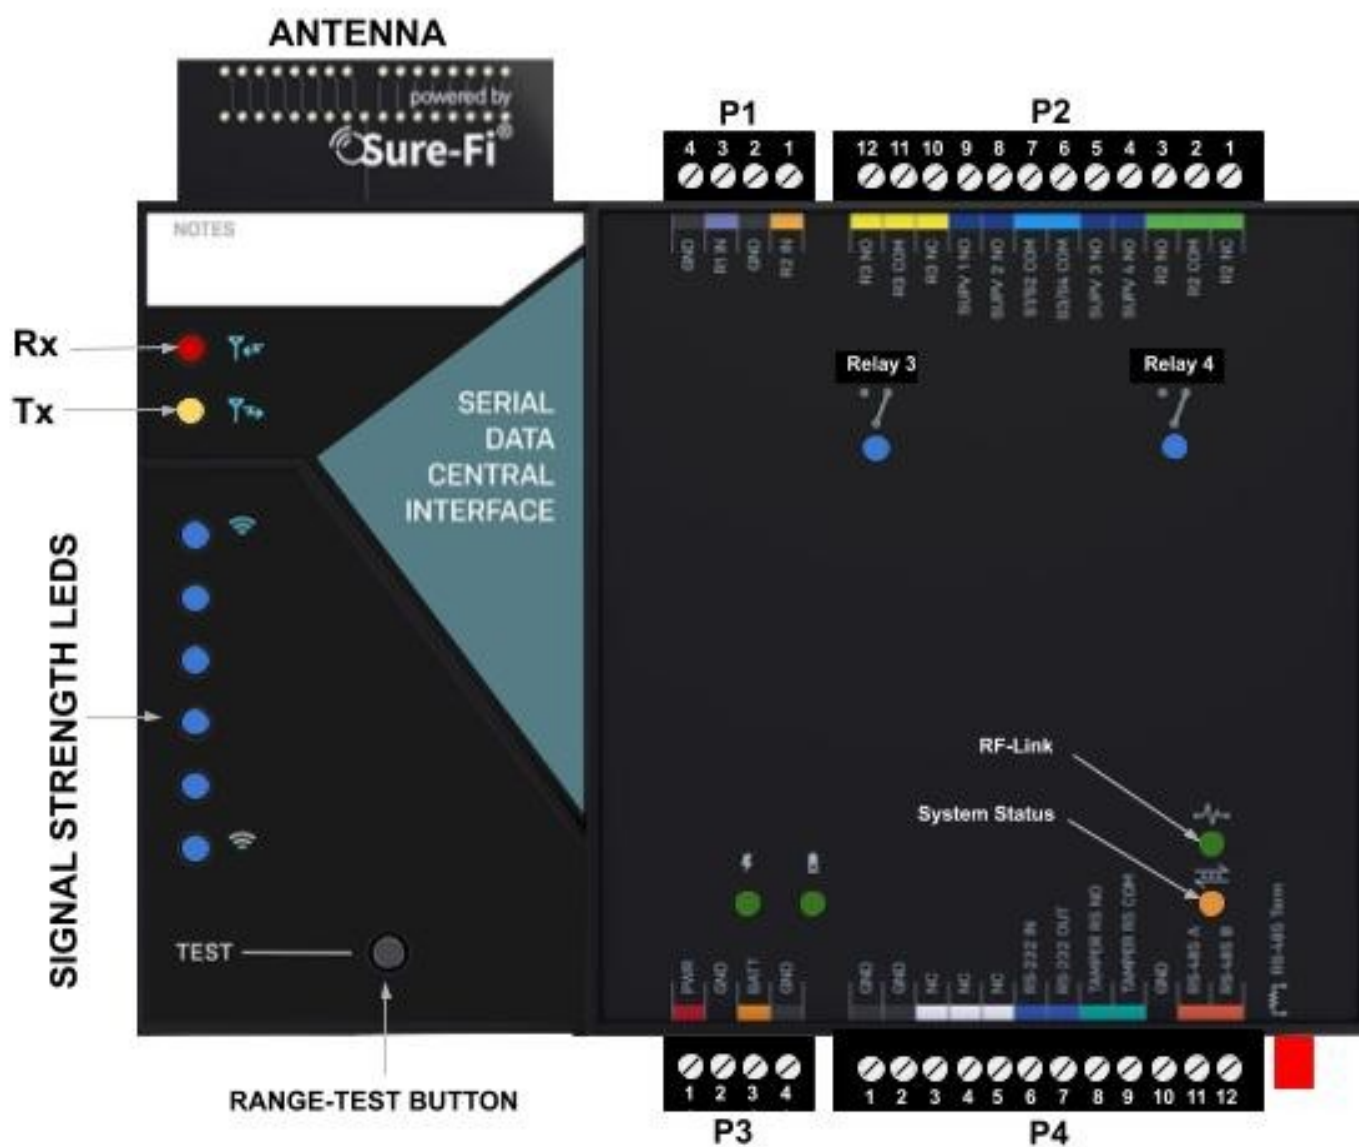 ANTENNA
powered by
Sure-Fi®
P1
P2
4 3 2 1
12 11 10 9 8 7 6 5 4 3 2 1
NOTES
GND
R1 IN
GND
R2 IN
R3 NO
R3 COM
R3 NC
SUPV 1 NO
SUPV 2 NO
COM
COM
SUPV 3 NO
SUPV 4 NO
R2 NO
R2 COM
R2 NC
Rx
Tx
Relay 3
Relay 4
SERIAL
DATA
CENTRAL
INTERFACE
SIGNAL STRENGTH LEDS
RF-Link
System Status
TEST
PWR
GND
BATT
GND
GND
GND
NC
NC
NC
RS-232 IN
RS-232 OUT
TAMPER RS NO
TAMPER RS COM
GND
RS-485 A
RS-485 B
RS-485 Term
1 2 3 4
1 2 3 4 5 6 7 8 9 10 11 12
RANGE-TEST BUTTON
P3
P4